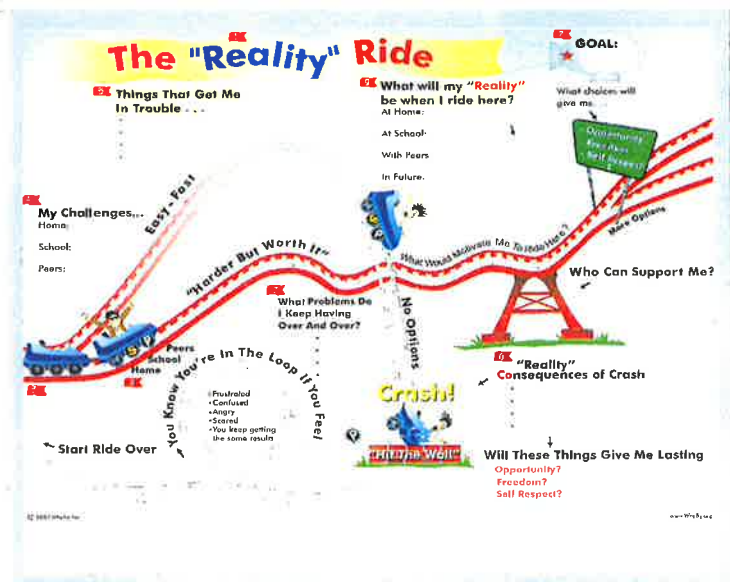 The "Reality" Ride
GOAL:
Things That Get Me
In Trouble . . .
What will my "Reality"
be when I ride here?
At Home:
At School:
With Peers
In Future.
What choices will
give me...
Opportunity
Freedom
Self Respect
My Challenges...
Home:
School:
Peers:
Easy - Fast
"Harder But Worth It"
What Would Motivate Me To Ride Here?
More Options
Who Can Support Me?
What Problems Do
I Keep Having
Over And Over?
No Options
Peers
School
Home
You Know You're In The Loop If You Feel
•Frustrated
•Confused
•Angry
•Scared
•You keep getting
the same results
"Reality"
Consequences of Crash
Crash!
"Hit The Wall"
Start Ride Over
Will These Things Give Me Lasting
Opportunity?
Freedom?
Self Respect?